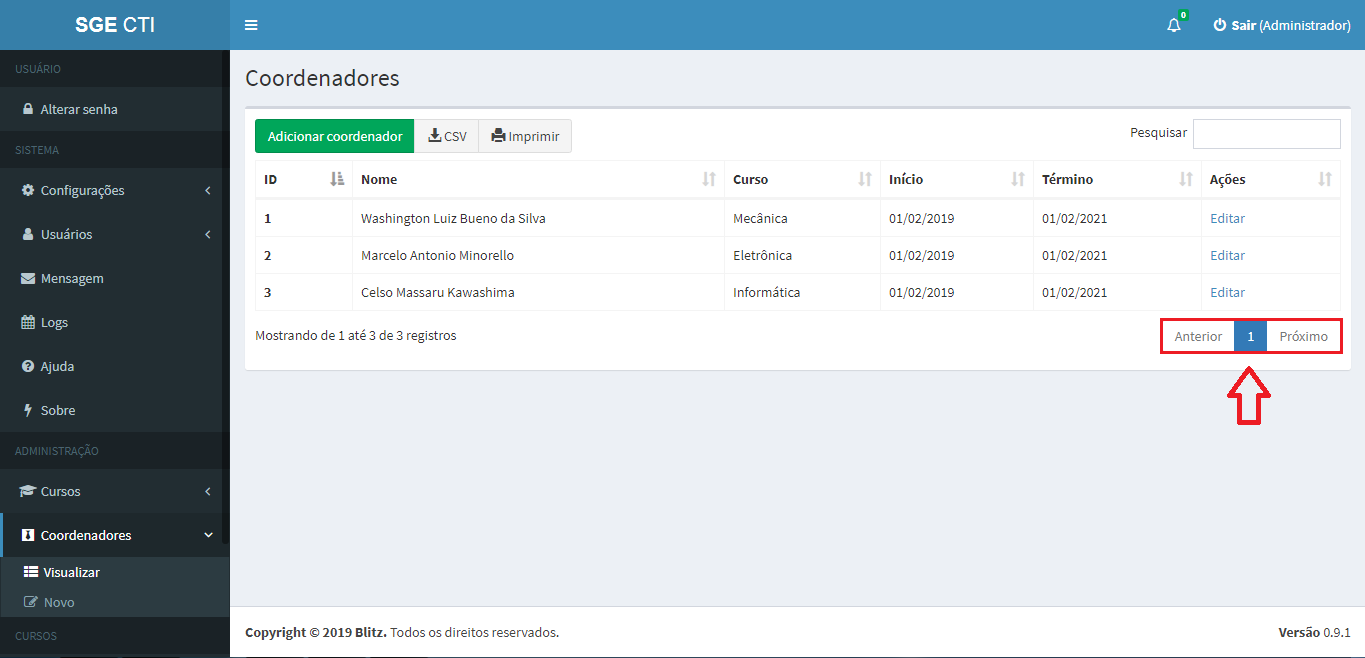 SGE CTI
0
Sair (Administrador)
USUÁRIO
Alterar senha
SISTEMA
Configurações
Usuários
Mensagem
Logs
Ajuda
Sobre
ADMINISTRAÇÃO
Cursos
Coordenadores
Visualizar
Novo
CURSOS
Coordenadores
Adicionar coordenador CSV Imprimir
Pesquisar
ID Nome Curso Início Término Ações
1 Washington Luiz Bueno da Silva Mecânica 01/02/2019 01/02/2021 Editar
2 Marcelo Antonio Minorello Eletrônica 01/02/2019 01/02/2021 Editar
3 Celso Massaru Kawashima Informática 01/02/2019 01/02/2021 Editar
Mostrando de 1 até 3 de 3 registros
Anterior 1 Próximo
Copyright © 2019 Blitz. Todos os direitos reservados.
Versão 0.9.1